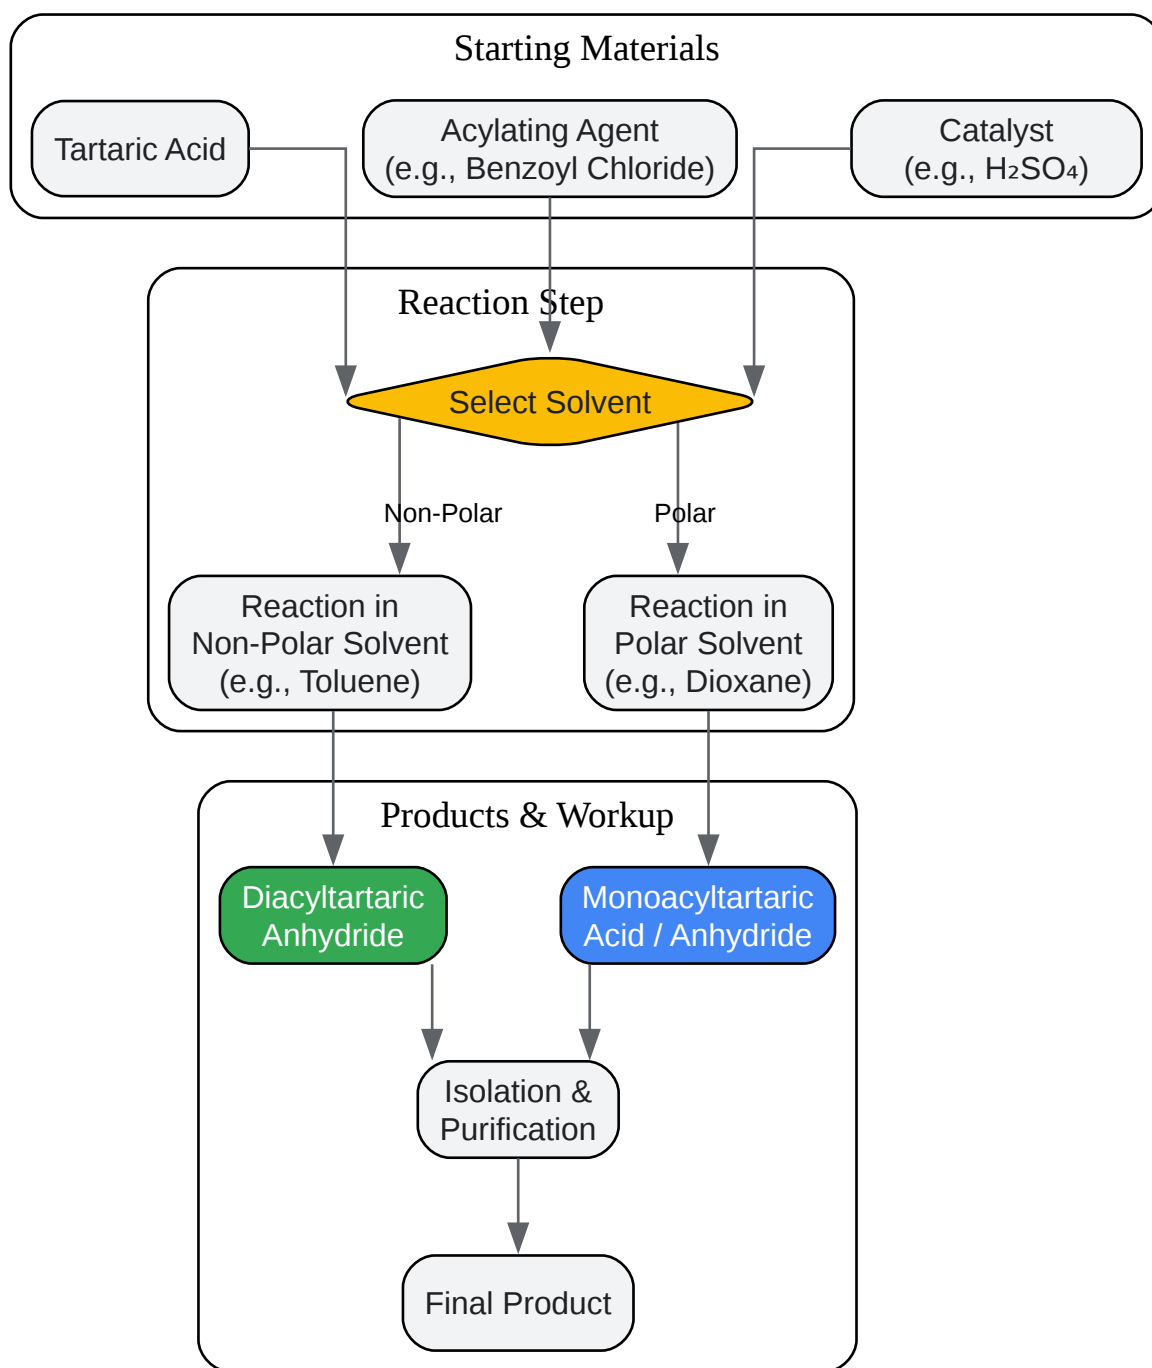 Starting Materials
Tartaric Acid
Acylating Agent
(e.g., Benzoyl Chloride)
Catalyst
(e.g., H₂SO₄)
Reaction Step
Select Solvent
Non-Polar
Polar
Reaction in
Non-Polar Solvent
(e.g., Toluene)
Reaction in
Polar Solvent
(e.g., Dioxane)
Products & Workup
Diacyltartaric
Anhydride
Monoacyltartaric
Acid / Anhydride
Isolation &
Purification
Final Product